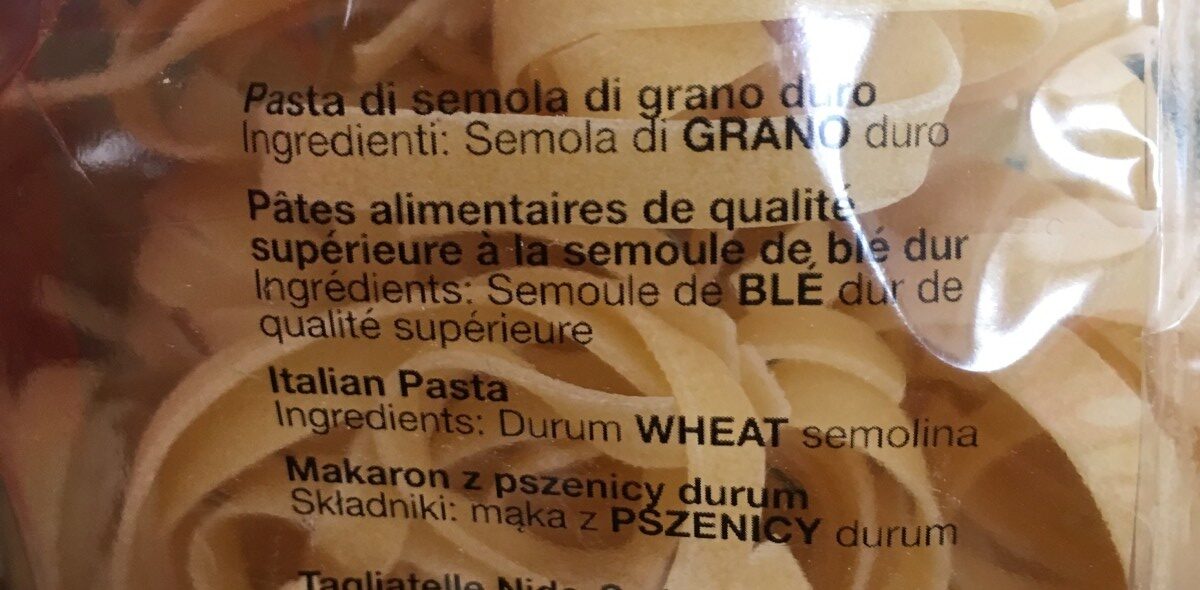 Pasta di semola di grano duro
Ingredienti: Semola di GRANO duro
Pâtes alimentaires de qualité
supérieure à la semoule de blé dur
Ingrédients: Semoule de BLÉ dur de
qualité supérieure
Italian Pasta
Ingredients: Durum WHEAT semolina
Makaron z pszenicy durum
Składniki: mąka z PSZENICY durum
Tagliatelle